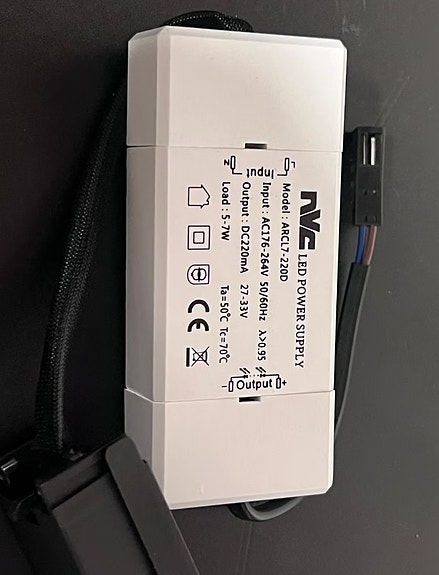 nvc LED POWER SUPPLY
Model : ARCL7-220D
Input : AC176-264V 50/60Hz λ>0.95
Output : DC220mA 27-33V
Load : 5-7W Ta=50℃ Tc=70℃
CE
L
N
Input
- Output +